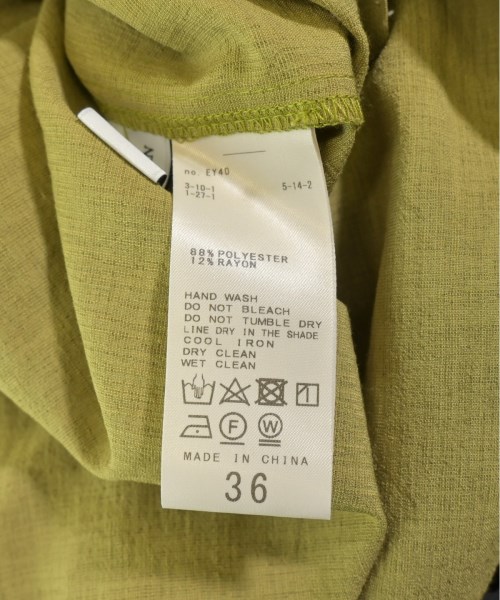 N
no. EY40
3-10-1 5-14-2
1-27-1
88% POLYESTER
12% RAYON
HAND WASH
DO NOT BLEACH
DO NOT TUMBLE DRY
LINE DRY IN THE SHADE
COOL IRON
DRY CLEAN
WET CLEAN
F W
MADE IN CHINA
36